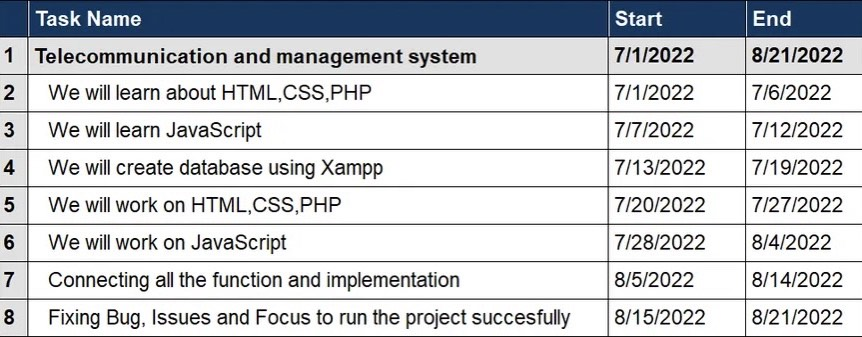 Task Name Start End
1 Telecommunication and management system 7/1/2022 8/21/2022
2 We will learn about HTML,CSS,PHP 7/1/2022 7/6/2022
3 We will learn JavaScript 7/7/2022 7/12/2022
4 We will create database using Xampp 7/13/2022 7/19/2022
5 We will work on HTML,CSS,PHP 7/20/2022 7/27/2022
6 We will work on JavaScript 7/28/2022 8/4/2022
7 Connecting all the function and implementation 8/5/2022 8/14/2022
8 Fixing Bug, Issues and Focus to run the project succesfully 8/15/2022 8/21/2022